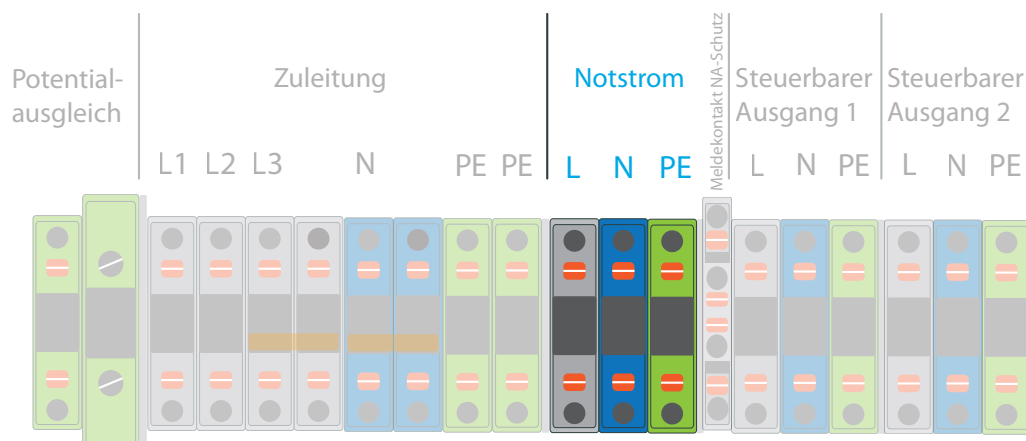 Potential-
ausgleich
Zuleitung
L1 L2 L3 N PE PE
Notstrom
L N PE
Meldekontakt NA-Schutz
Steuerbarer
Ausgang 1
L N PE
Steuerbarer
Ausgang 2
L N PE